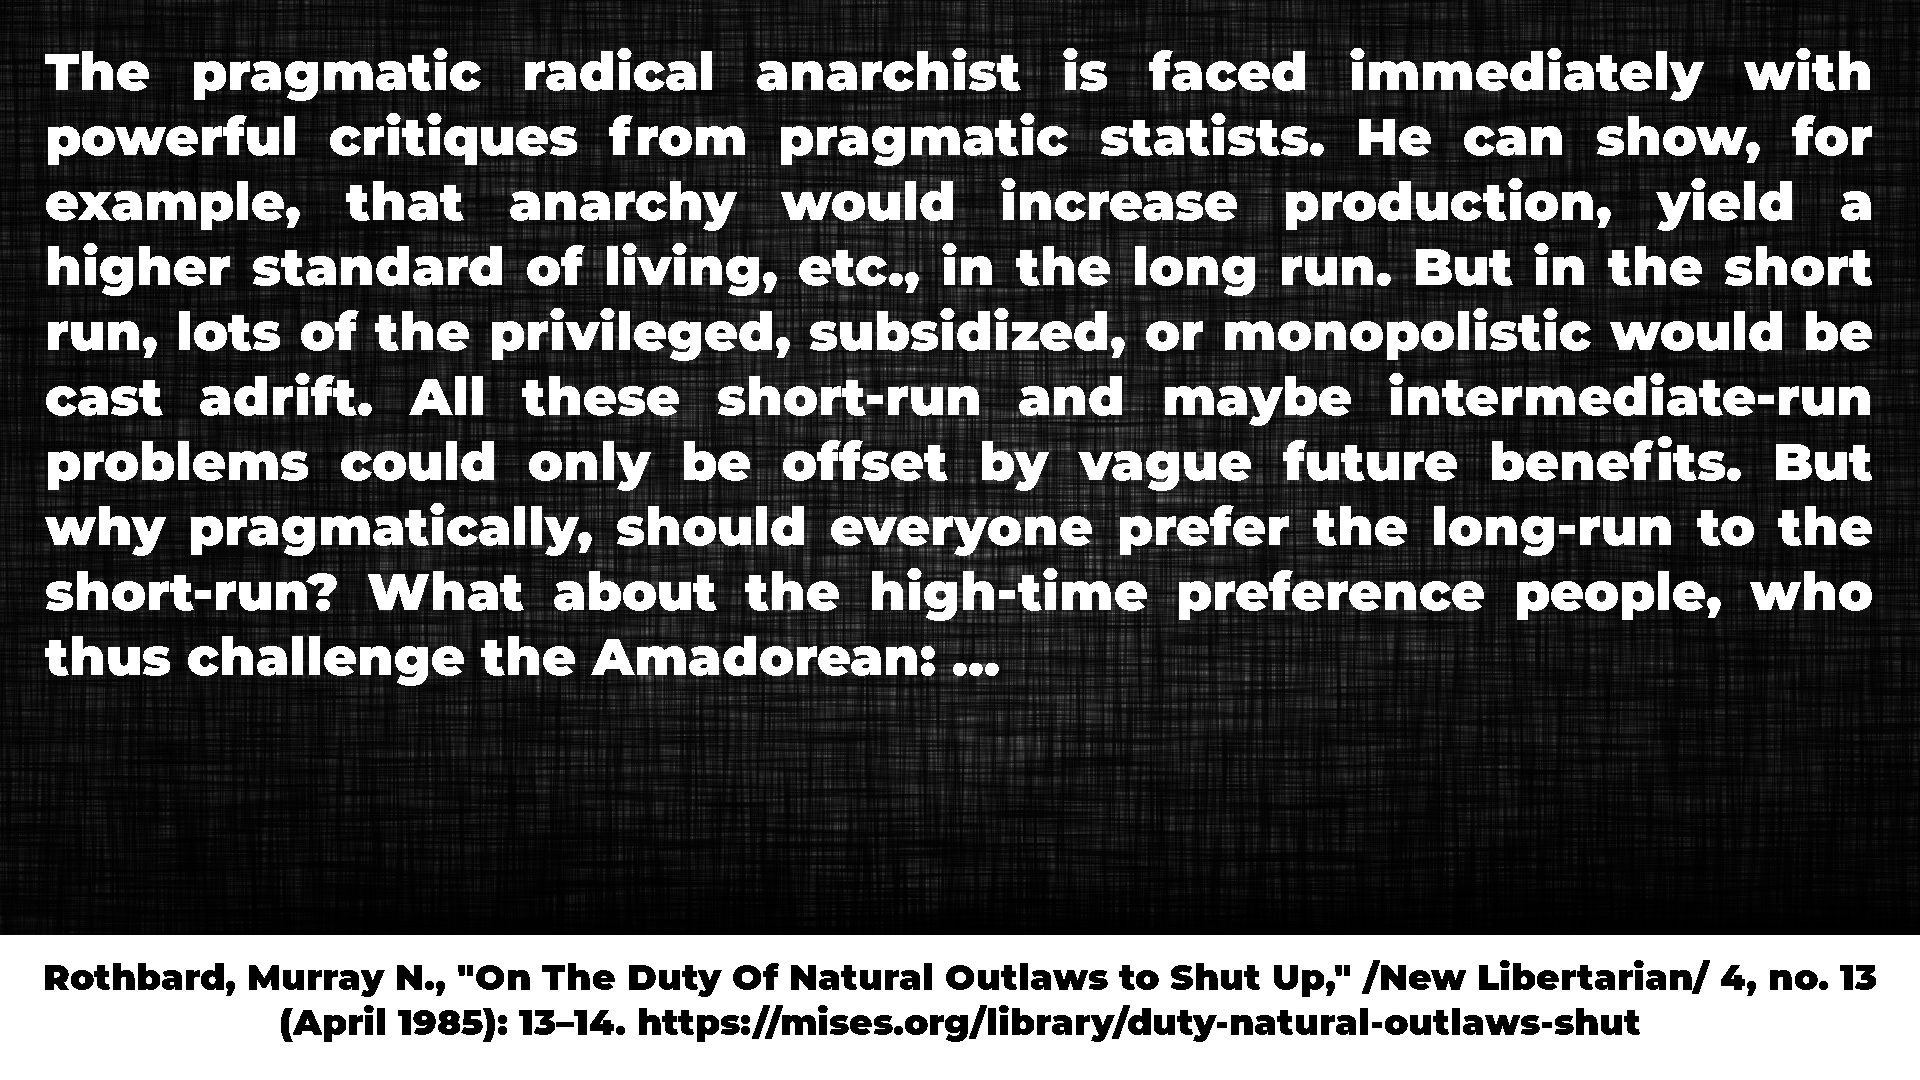 The pragmatic radical anarchist is faced immediately with
powerful critiques from pragmatic statists. He can show, for
example, that anarchy would increase production, yield a
higher standard of living, etc., in the long run. But in the short
run, lots of the privileged, subsidized, or monopolistic would be
cast adrift. All these short-run and maybe intermediate-run
problems could only be offset by vague future benefits. But
why pragmatically, should everyone prefer the long-run to the
short-run? What about the high-time preference people, who
thus challenge the Amadorean: ...
Rothbard, Murray N., "On The Duty Of Natural Outlaws to Shut Up," /New Libertarian/ 4, no. 13
(April 1985): 13–14. https://mises.org/library/duty-natural-outlaws-shut